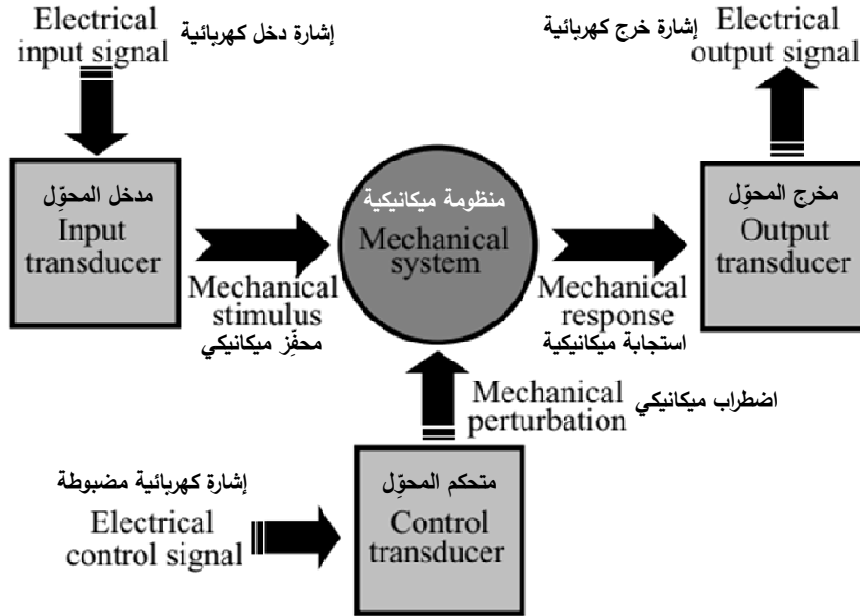 Electrical
input signal
إشارة دخل كهربائية
إشارة خرج كهربائية
Electrical
output signal
مدخل المحوِّل
Input
transducer
منظومة ميكانيكية
Mechanical
system
مخرج المحوِّل
Output
transducer
Mechanical
stimulus
محفِّز ميكانيكي
Mechanical
response
استجابة ميكانيكية
Mechanical
perturbation
اضطراب ميكانيكي
إشارة كهربائية مضبوطة
Electrical
control signal
متحكم المحوِّل
Control
transducer